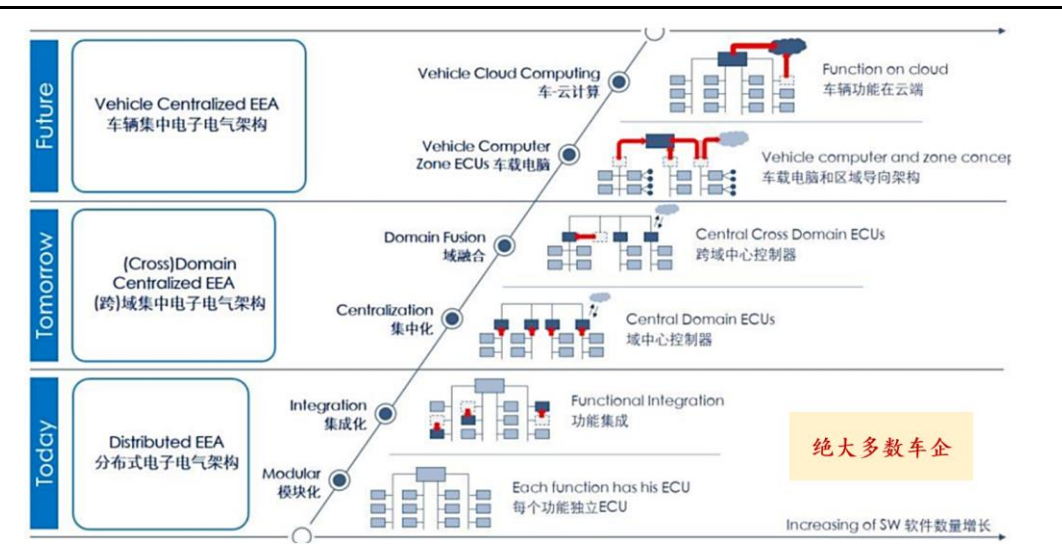 Future
Vehicle Centralized EEA
车辆集中电子电气架构
Vehicle Cloud Computing
车-云计算
Function on cloud
车辆功能在云端
Vehicle Computer
Zone ECUs 车载电脑
Vehicle computer and zone concep
车载电脑和区域导向架构
Tomorrow
(Cross)Domain
Centralized EEA
(跨)域集中电子电气架构
Domain Fusion
域融合
Central Cross Domain ECUs
跨域中心控制器
Centralization
集中化
Central Domain ECUs
域中心控制器
Today
Distributed EEA
分布式电子电气架构
Integration
集成化
Functional Integration
功能集成
绝大多数车企
Modular
模块化
Each function has his ECU
每个功能独立ECU
Increasing of SW 软件数量增长